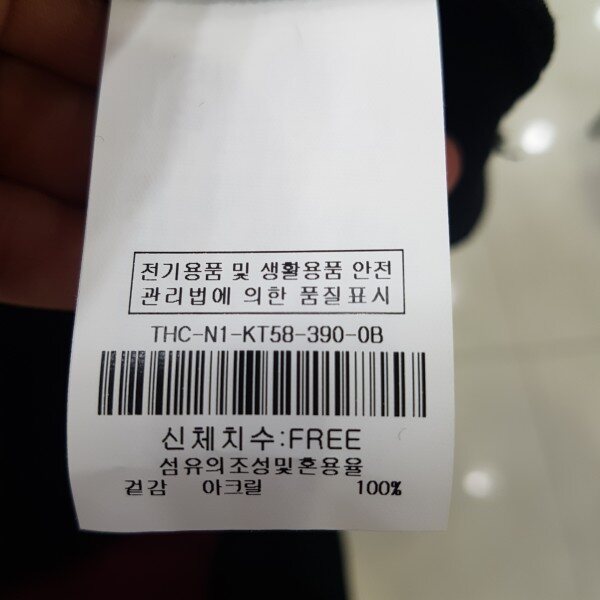 전기용품 및 생활용품 안전
관리법에 의한 품질표시
THC-N1-KT58-390-0B
신체치수:FREE
섬유의조성및혼용율
겉감 아크릴 100%